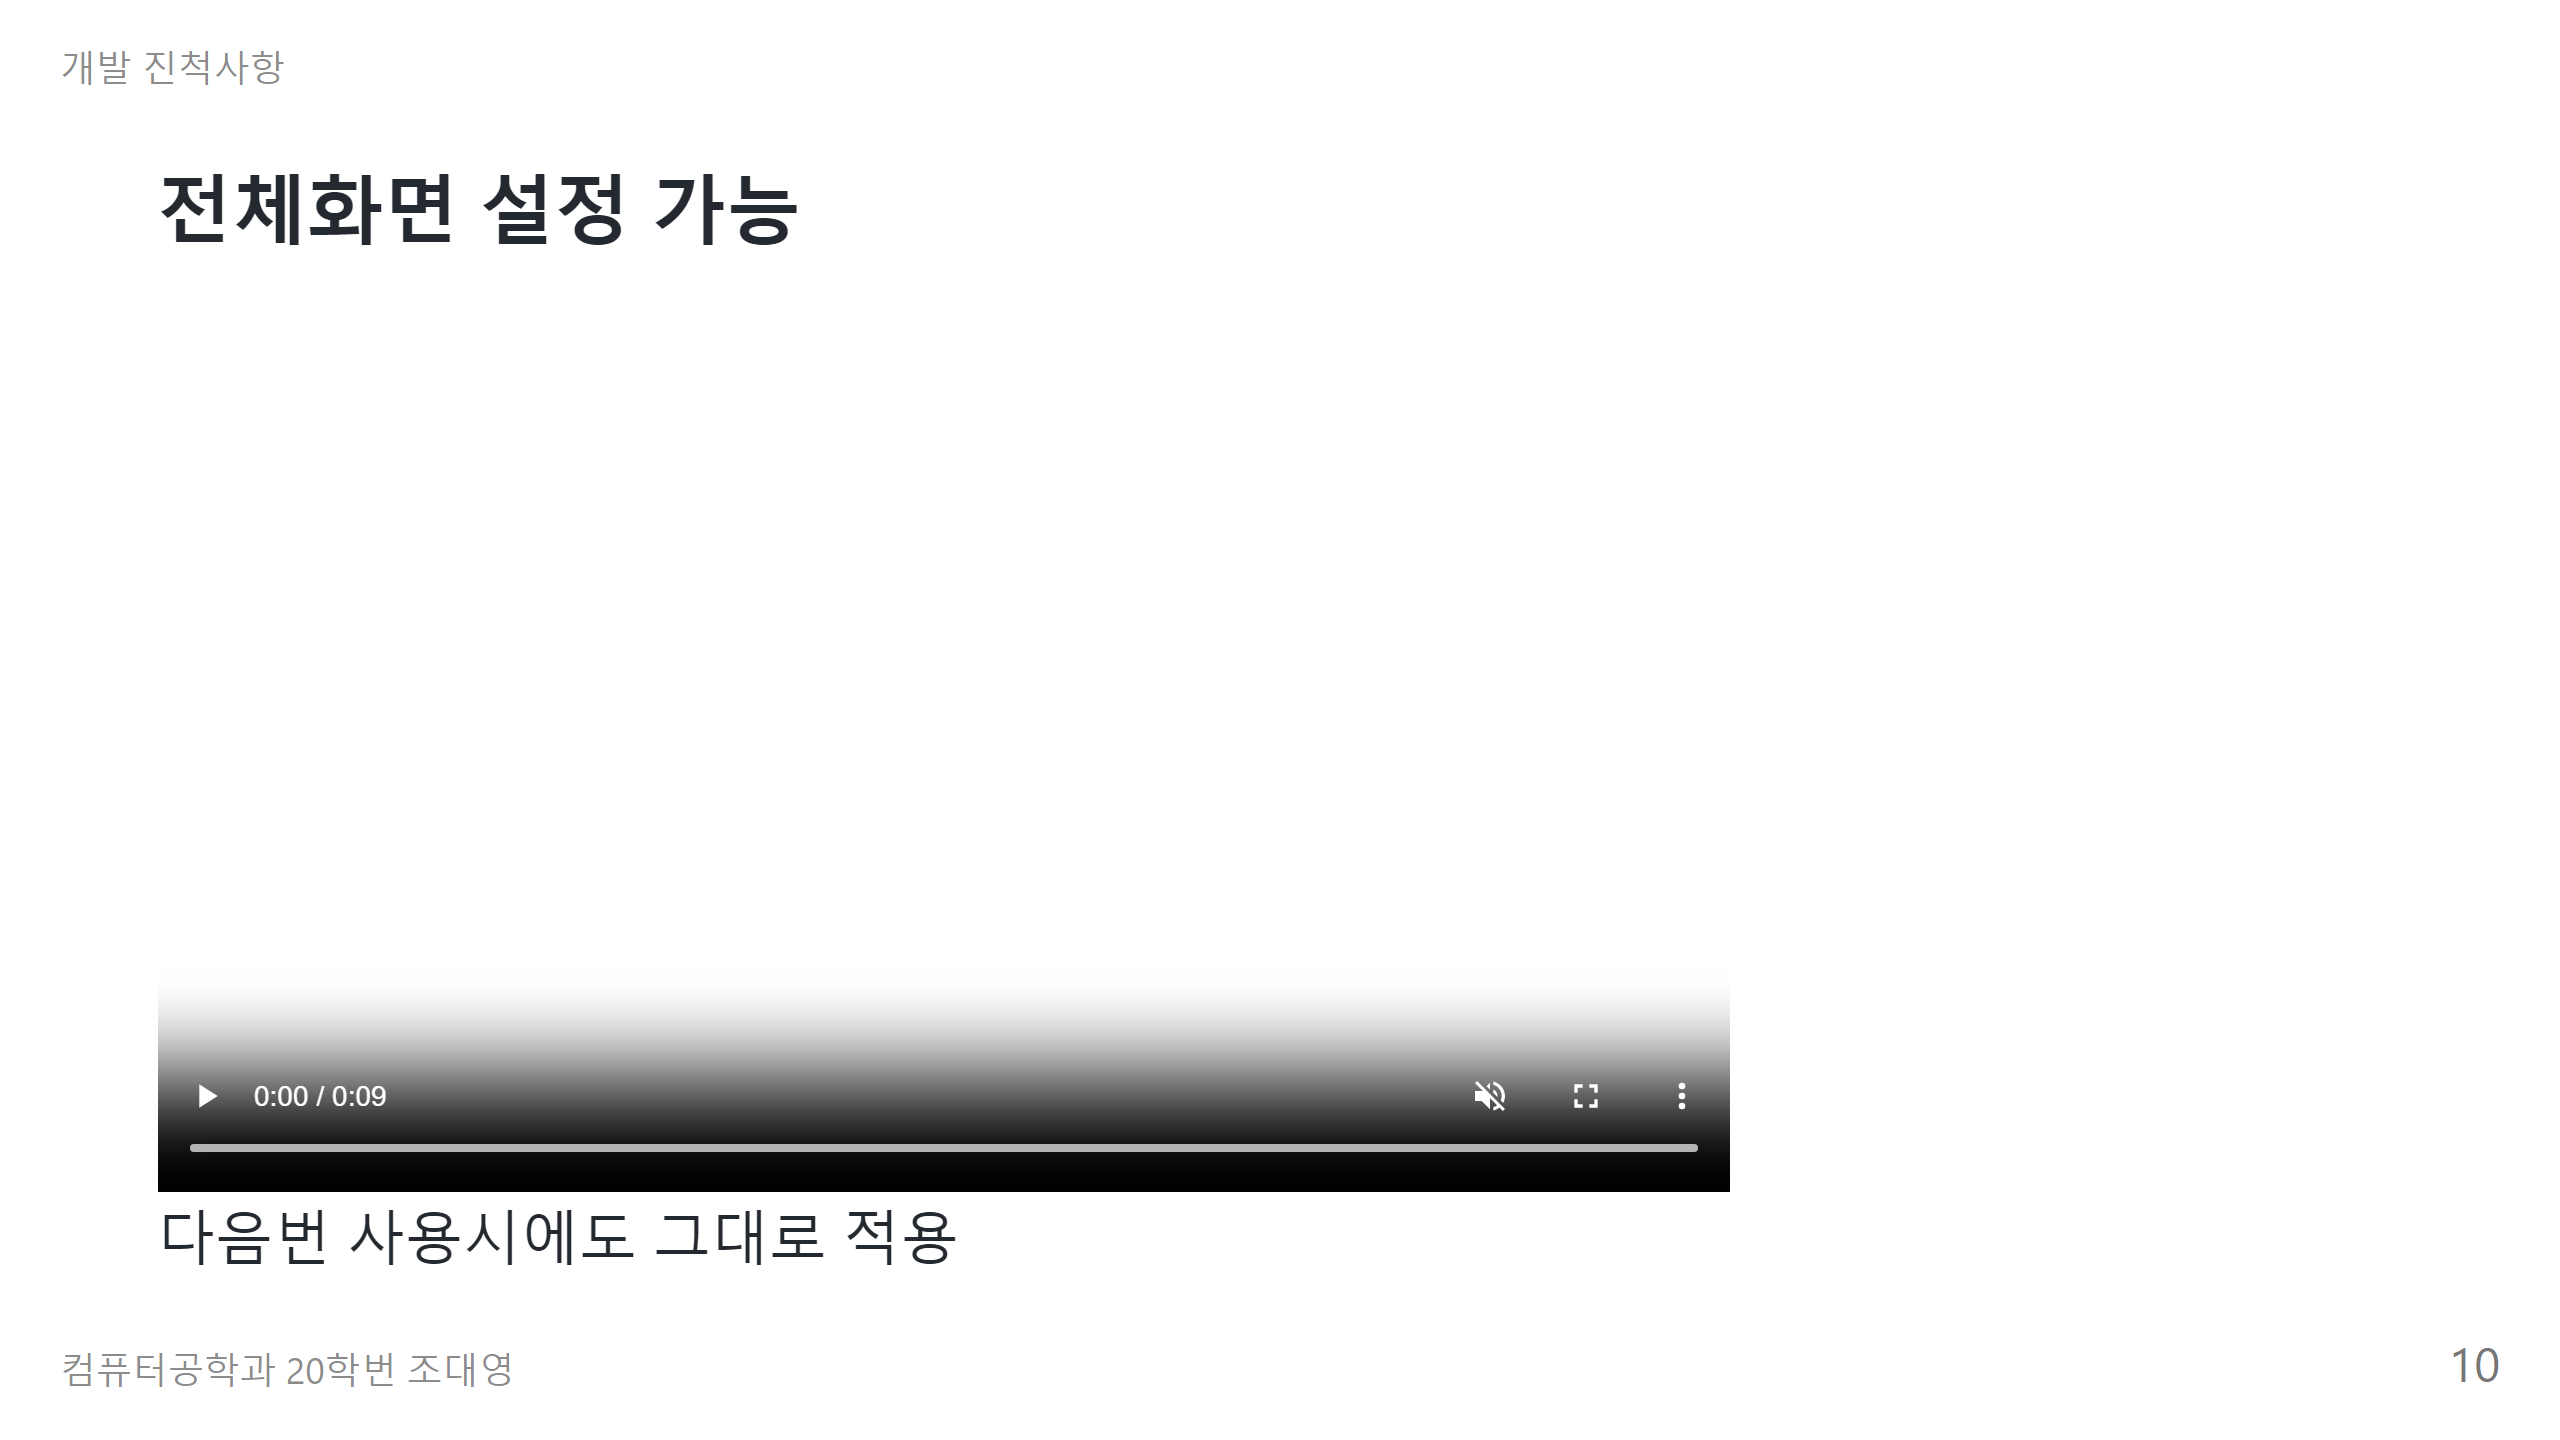 개발 진척사항
전체화면 설정 가능
0:00 / 0:09
다음번 사용시에도 그대로 적용
컴퓨터공학과 20학번 조대영
10